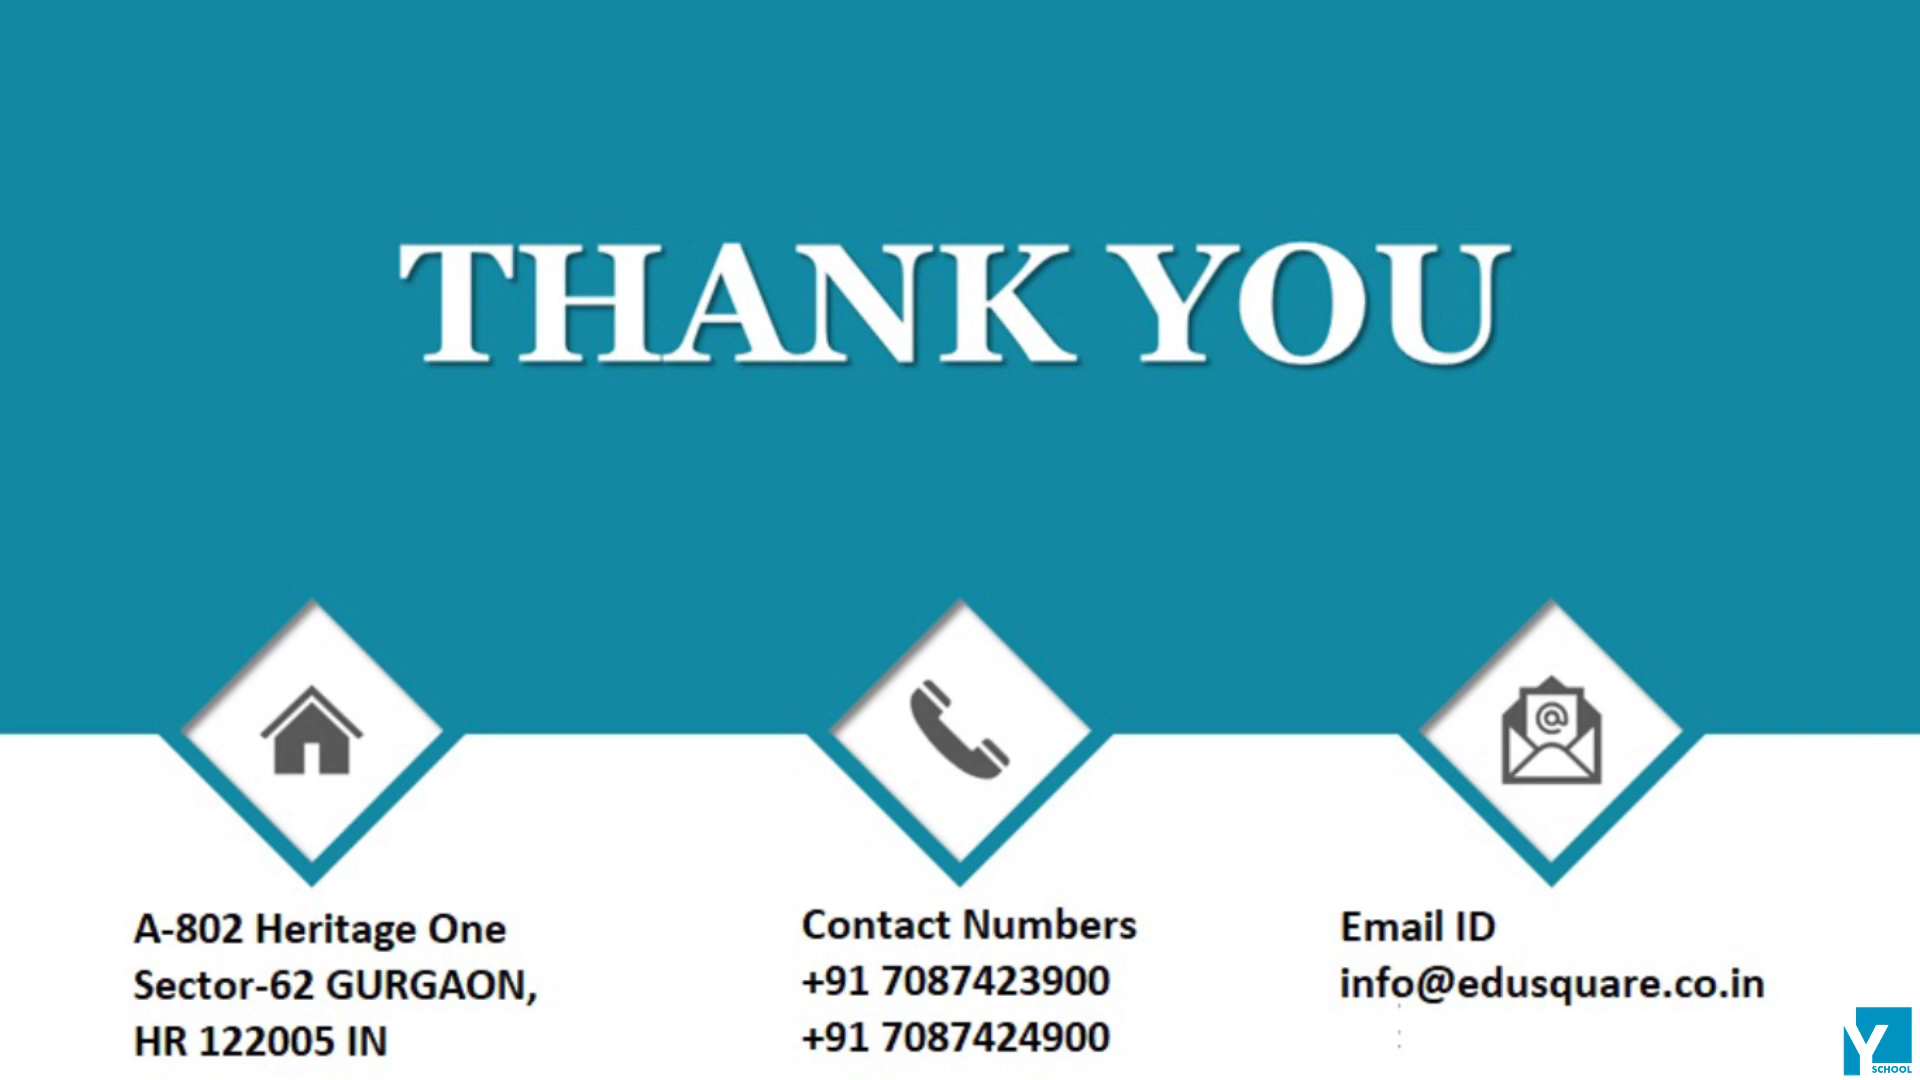 THANK YOU
A-802 Heritage One
Sector-62 GURGAON,
HR 122005 IN
Contact Numbers
+91 7087423900
+91 7087424900
Email ID
info@edusquare.co.in
Y
SCHOOL